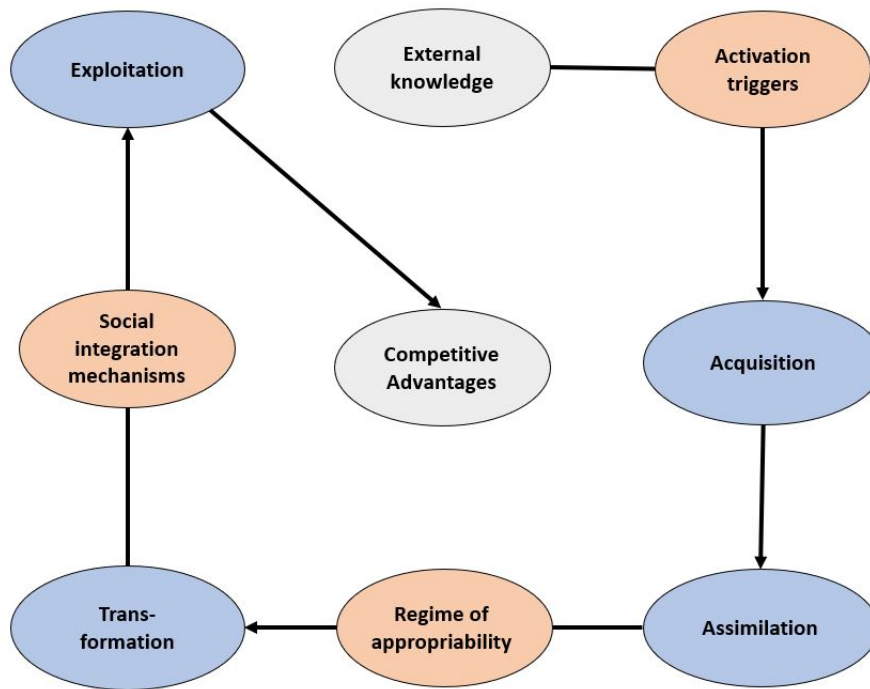 Exploitation
External
knowledge
Activation
triggers
Social
integration
mechanisms
Competitive
Advantages
Acquisition
Trans-
formation
Regime of
appropriability
Assimilation